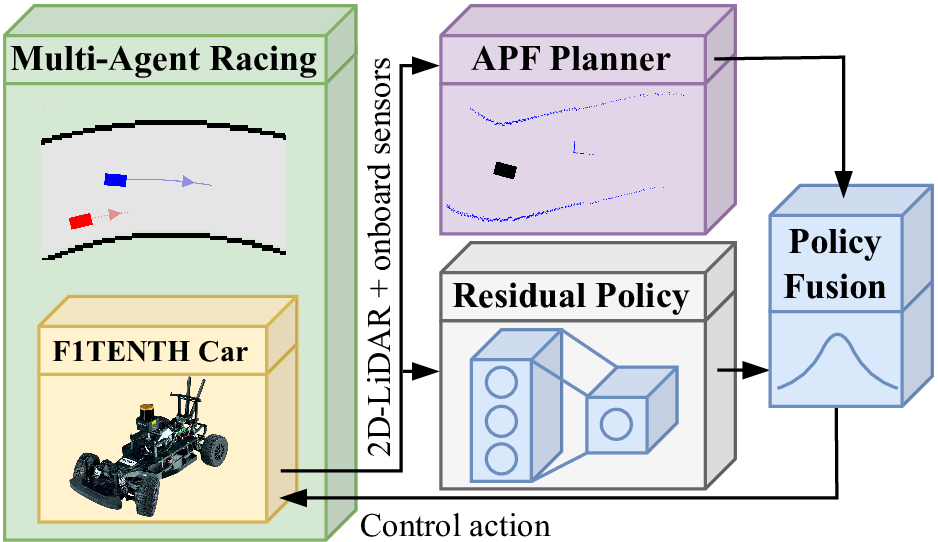 Multi-Agent Racing
F1TENTH Car
2D-LiDAR + onboard sensors
APF Planner
Residual Policy
Policy
Fusion
Control action